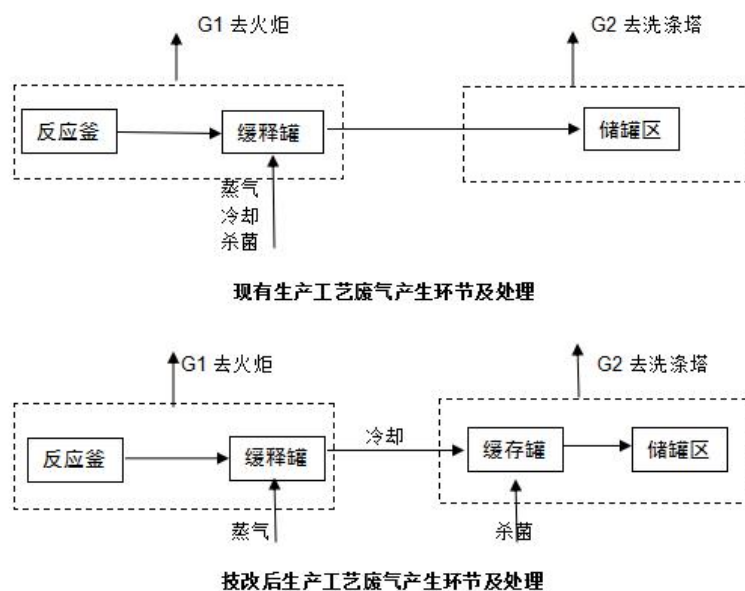 G1 去火炬
G2 去洗涤塔
反应釜
缓释罐
储罐区
蒸气
冷却
杀菌
现有生产工艺废气产生环节及处理
G1 去火炬
G2 去洗涤塔
冷却
反应釜
缓释罐
缓存罐
储罐区
蒸气
杀菌
技改后生产工艺废气产生环节及处理